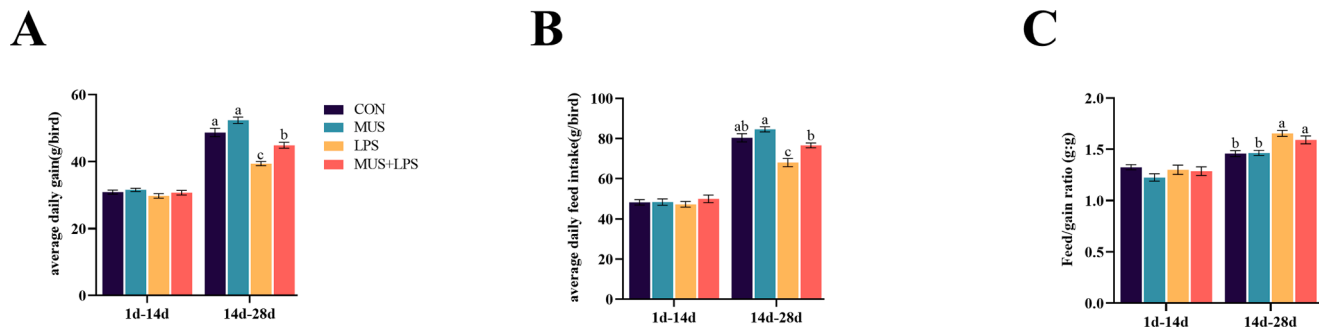 A
B
C
average daily gain(g/bird)
60
40
20
0
a
a
c
b
1d-14d
14d-28d
CON
MUS
LPS
MUS+LPS
average daily feed intake(g/bird)
100
80
60
40
20
0
ab
a
c
b
1d-14d
14d-28d
Feed/gain ratio (g:g)
2.0
1.5
1.0
0.5
0.0
b
b
a
a
1d-14d
14d-28d